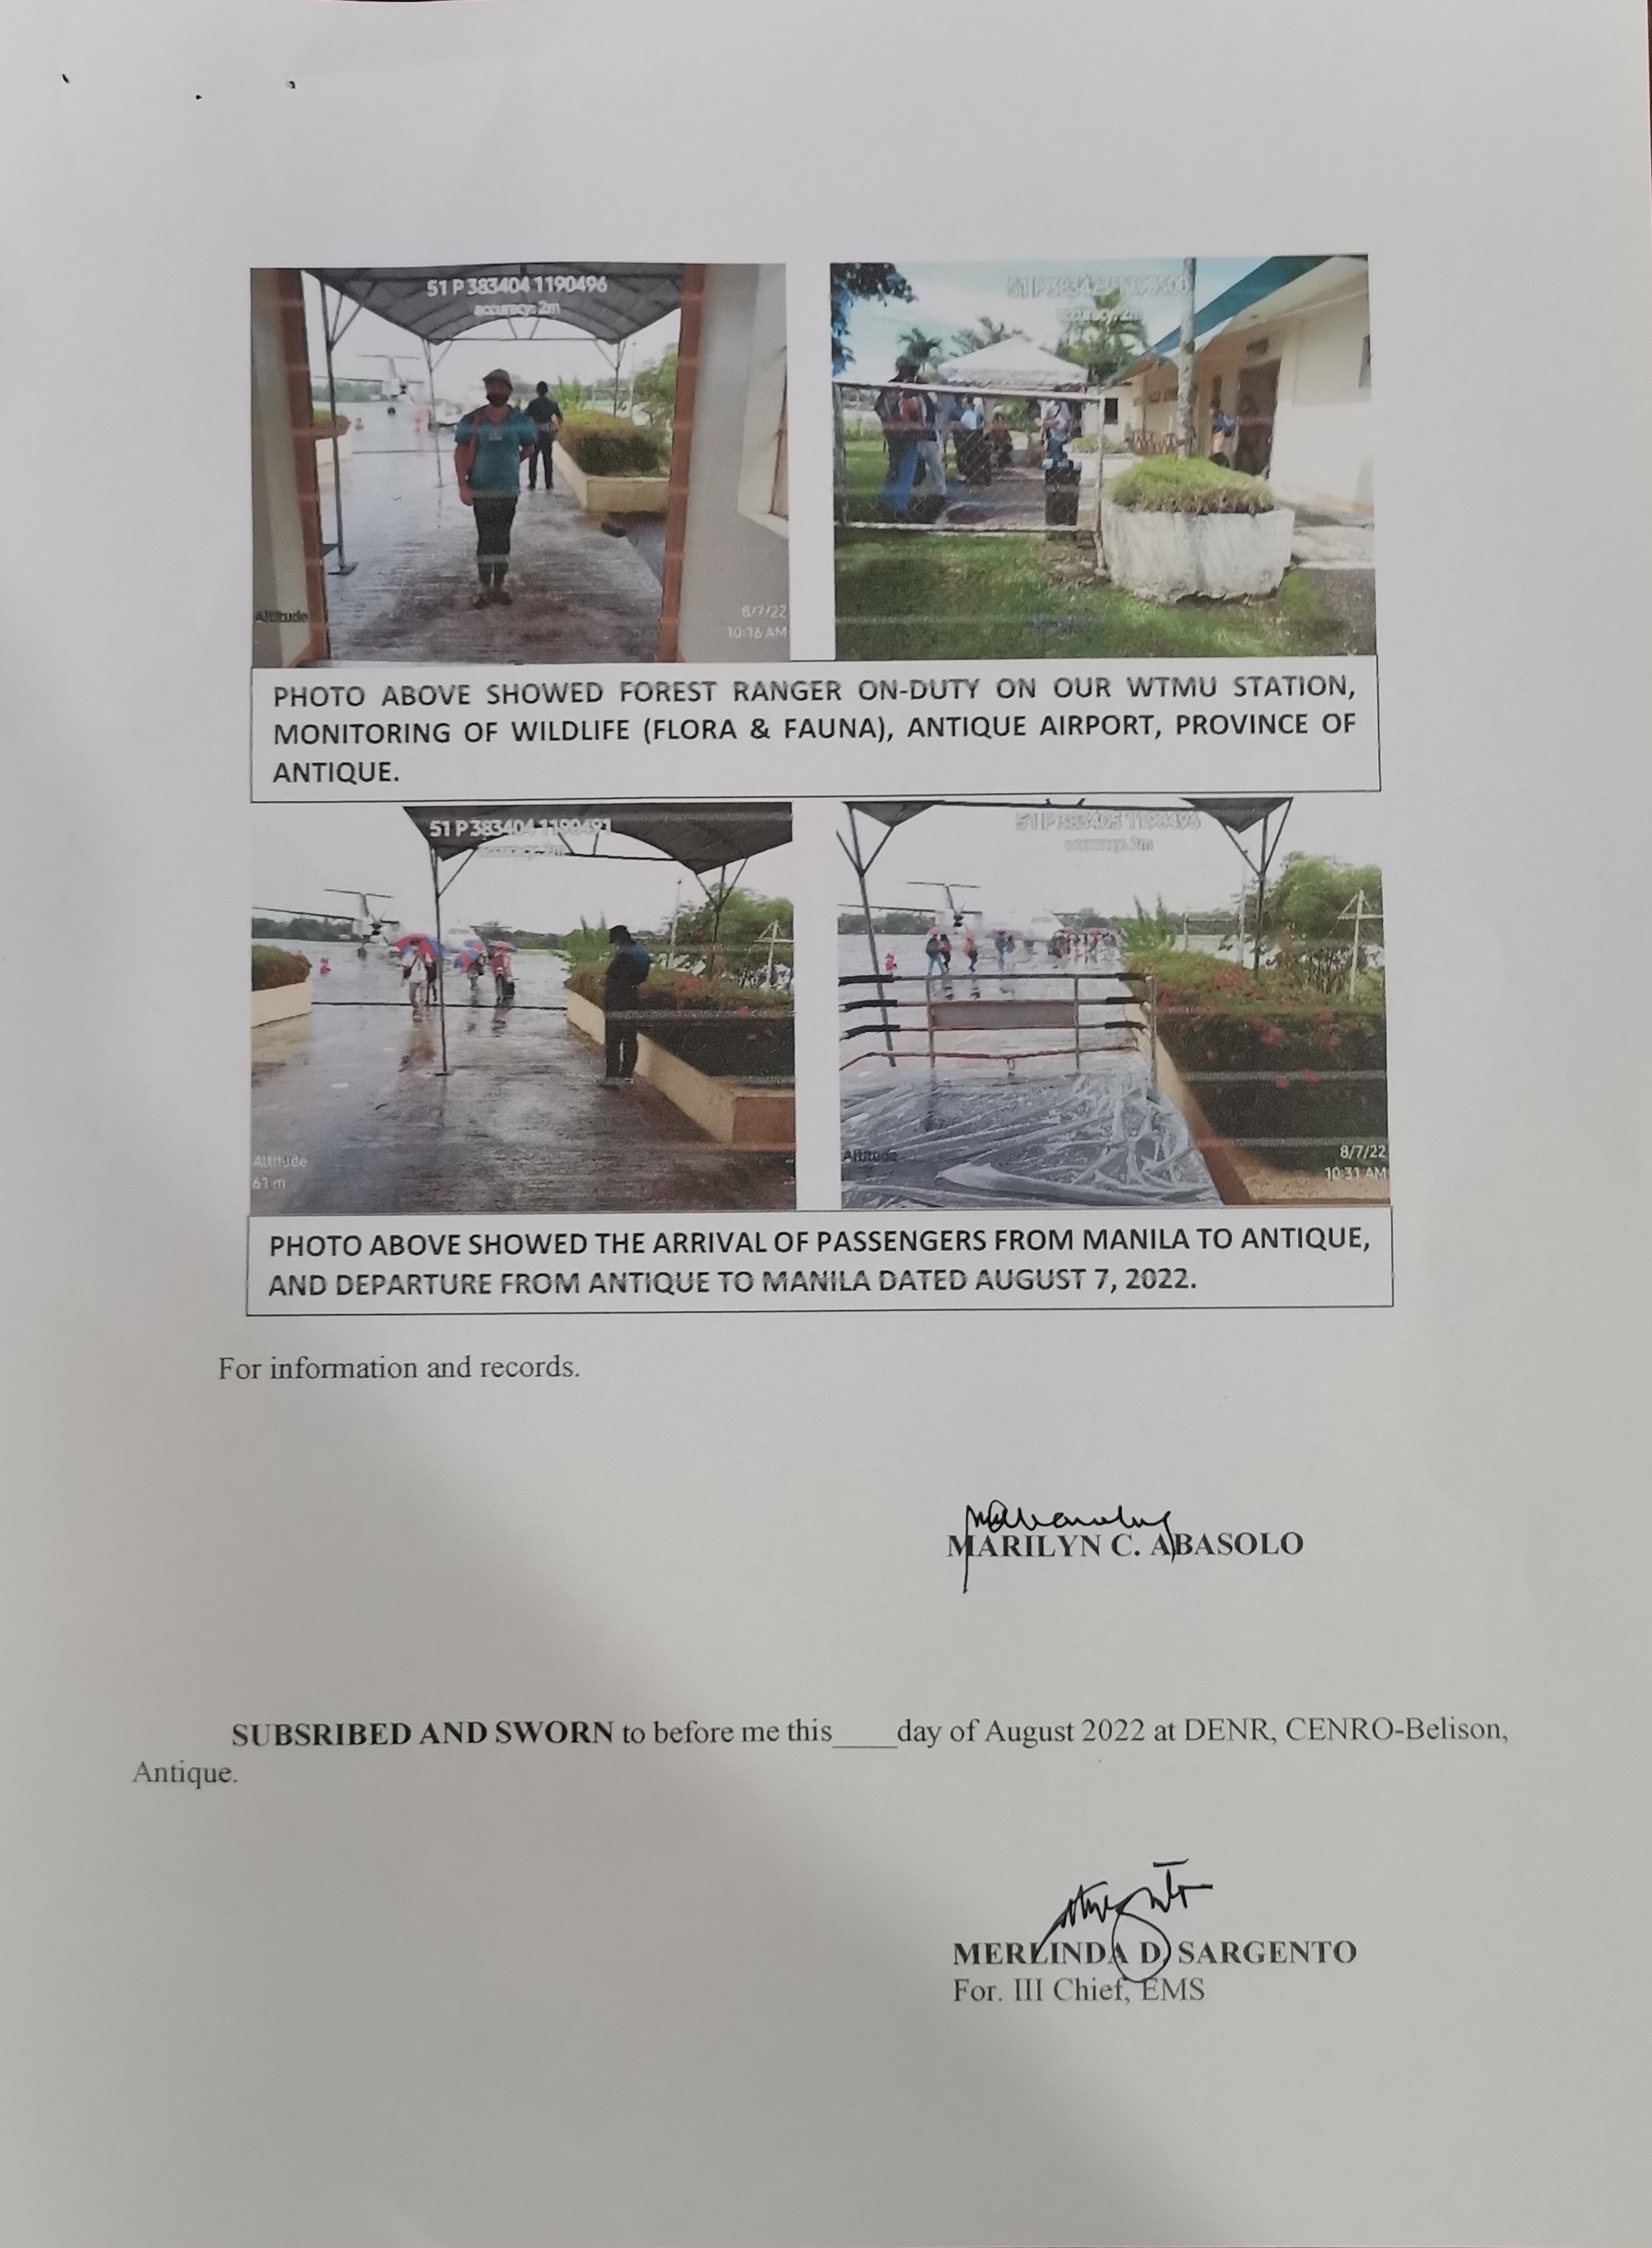 51 P 383404 1190496
accuracy: 2m
Altitude
8/7/22
10:16 AM
accuracy: 2m
PHOTO ABOVE SHOWED FOREST RANGER ON-DUTY ON OUR WTMU STATION,
MONITORING OF WILDLIFE (FLORA & FAUNA), ANTIQUE AIRPORT, PROVINCE OF
ANTIQUE.
51 P 383404 1190491
accuracy: 2m
Altitude
61 m
51 P 383405 1190496
accuracy: 2m
Altitude
8/7/22
10:31 AM
PHOTO ABOVE SHOWED THE ARRIVAL OF PASSENGERS FROM MANILA TO ANTIQUE,
AND DEPARTURE FROM ANTIQUE TO MANILA DATED AUGUST 7, 2022.
For information and records.
MARILYN C. ABASOLO
SUBSRIBED AND SWORN to before me this____day of August 2022 at DENR, CENRO-Belison,
Antique.
MERLINDA D. SARGENTO
For. III Chief, EMS